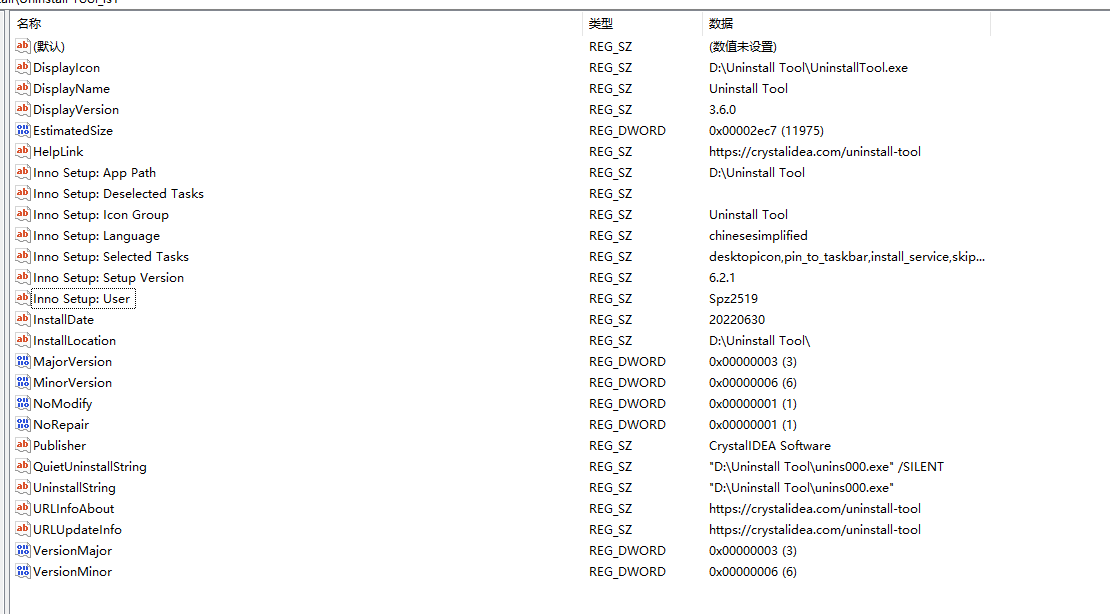 名称 类型 数据
(默认) REG_SZ (数值未设置)
DisplayIcon REG_SZ D:\Uninstall Tool\UninstallTool.exe
DisplayName REG_SZ Uninstall Tool
DisplayVersion REG_SZ 3.6.0
EstimatedSize REG_DWORD 0x00002ec7 (11975)
HelpLink REG_SZ https://crystalidea.com/uninstall-tool
Inno Setup: App Path REG_SZ D:\Uninstall Tool
Inno Setup: Deselected Tasks REG_SZ
Inno Setup: Icon Group REG_SZ Uninstall Tool
Inno Setup: Language REG_SZ chinesesimplified
Inno Setup: Selected Tasks REG_SZ desktopicon,pin_to_taskbar,install_service,skip...
Inno Setup: Setup Version REG_SZ 6.2.1
Inno Setup: User REG_SZ Spz2519
InstallDate REG_SZ 20220630
InstallLocation REG_SZ D:\Uninstall Tool\
MajorVersion REG_DWORD 0x00000003 (3)
MinorVersion REG_DWORD 0x00000006 (6)
NoModify REG_DWORD 0x00000001 (1)
NoRepair REG_DWORD 0x00000001 (1)
Publisher REG_SZ CrystalIDEA Software
QuietUninstallString REG_SZ "D:\Uninstall Tool\unins000.exe" /SILENT
UninstallString REG_SZ "D:\Uninstall Tool\unins000.exe"
URLInfoAbout REG_SZ https://crystalidea.com/uninstall-tool
URLUpdateInfo REG_SZ https://crystalidea.com/uninstall-tool
VersionMajor REG_DWORD 0x00000003 (3)
VersionMinor REG_DWORD 0x00000006 (6)